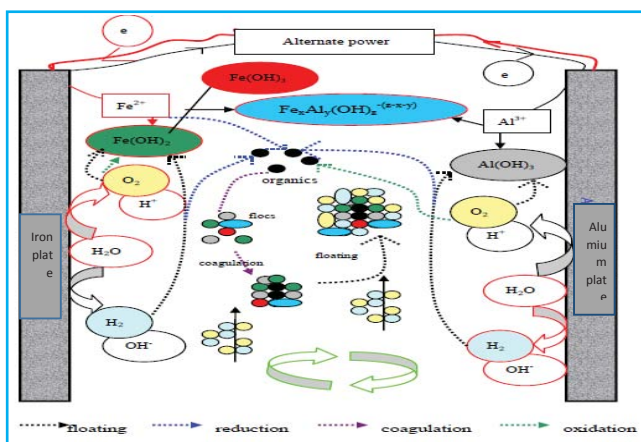 e
Alternate power
e
Fe(OH)3
Fe2+
FexAly(OH)z-(z-x-y)
Al3+
Fe(OH)2
Al(OH)3
organics
O2
H+
O2
H+
flocs
Iron
plat
e
H2O
coagulation
floating
Alu
miu
m
plat
e
H2O
H2
OH-
H2
OH-
floating
reduction
coagulation
oxidation